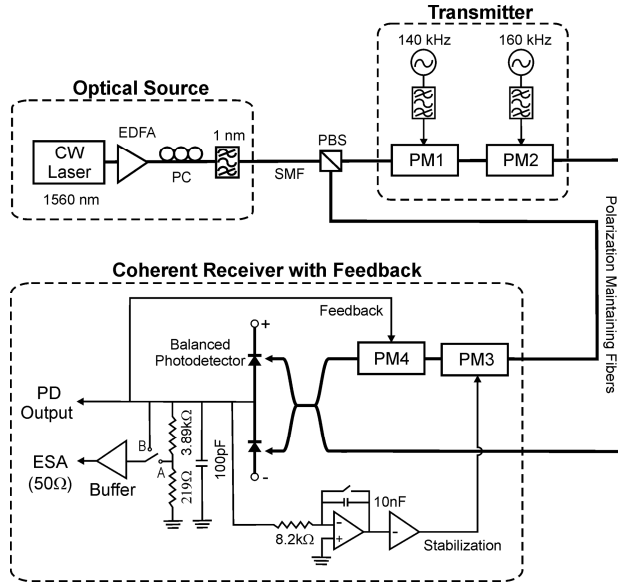 Transmitter
140 kHz
160 kHz
Optical Source
EDFA
1 nm
CW
Laser
PC
1560 nm
SMF
PBS
PM1
PM2
Polarization Maintaining Fibers
Coherent Receiver with Feedback
Feedback
+
Balanced
Photodetector
PM4
PM3
PD
Output
B
A
3.89kΩ
219Ω
100pF
ESA
(50Ω)
Buffer
-
10nF
8.2kΩ
-
+
-
Stabilization